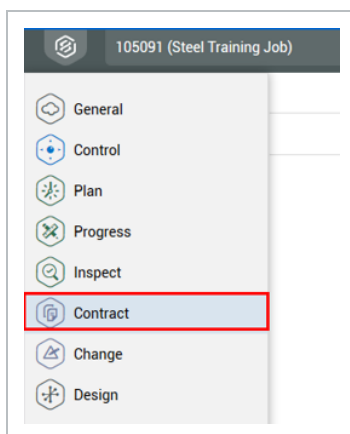 105091 (Steel Training Job)
General
Control
Plan
Progress
Inspect
Contract
Change
Design